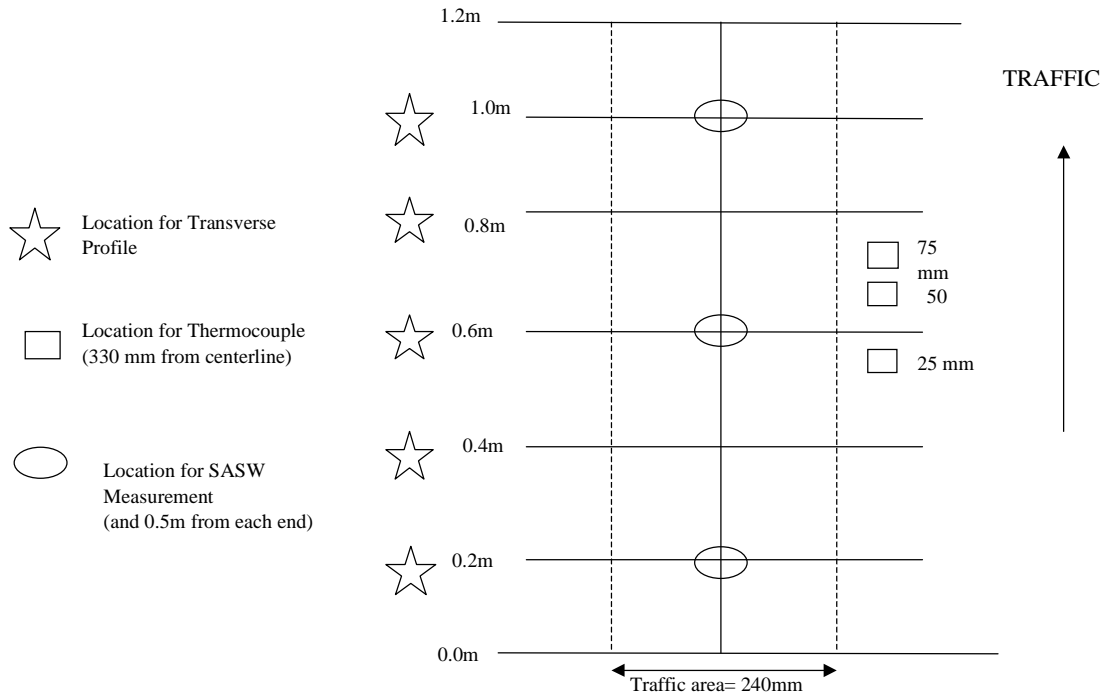 1.2m
TRAFFIC
1.0m
Location for Transverse
Profile
0.8m
75
mm
50
Location for Thermocouple
(330 mm from centerline)
0.6m
25 mm
0.4m
Location for SASW
Measurement
(and 0.5m from each end)
0.2m
0.0m
Traffic area= 240mm